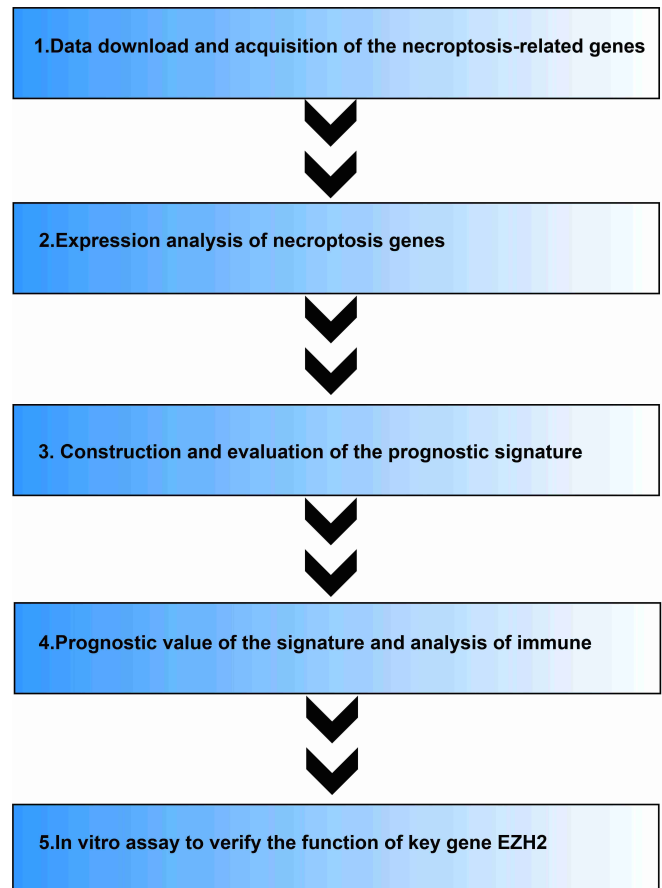 1.Data download and acquisition of the necroptosis-related genes
2.Expression analysis of necroptosis genes
3. Construction and evaluation of the prognostic signature
4.Prognostic value of the signature and analysis of immune
5.In vitro assay to verify the function of key gene EZH2